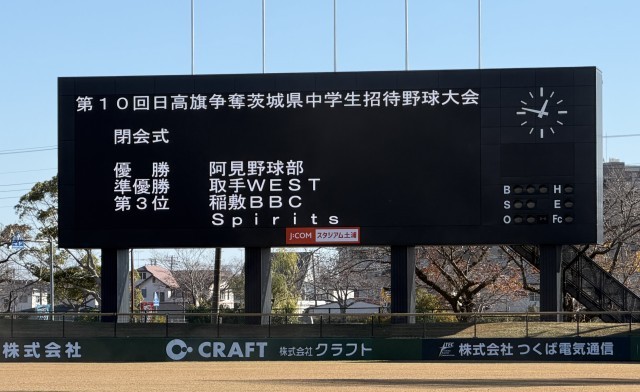 第10回日高旗争奪茨城県中学生招待野球大会
閉会式
優　勝　阿見野球部
準優勝　取手WEST
第3位　稲敷BBC
Spirits
J:COM スタジアム土浦
B H
S E
O Fc
株式会社 CRAFT 株式会社クラフト 株式会社つくば電気通信